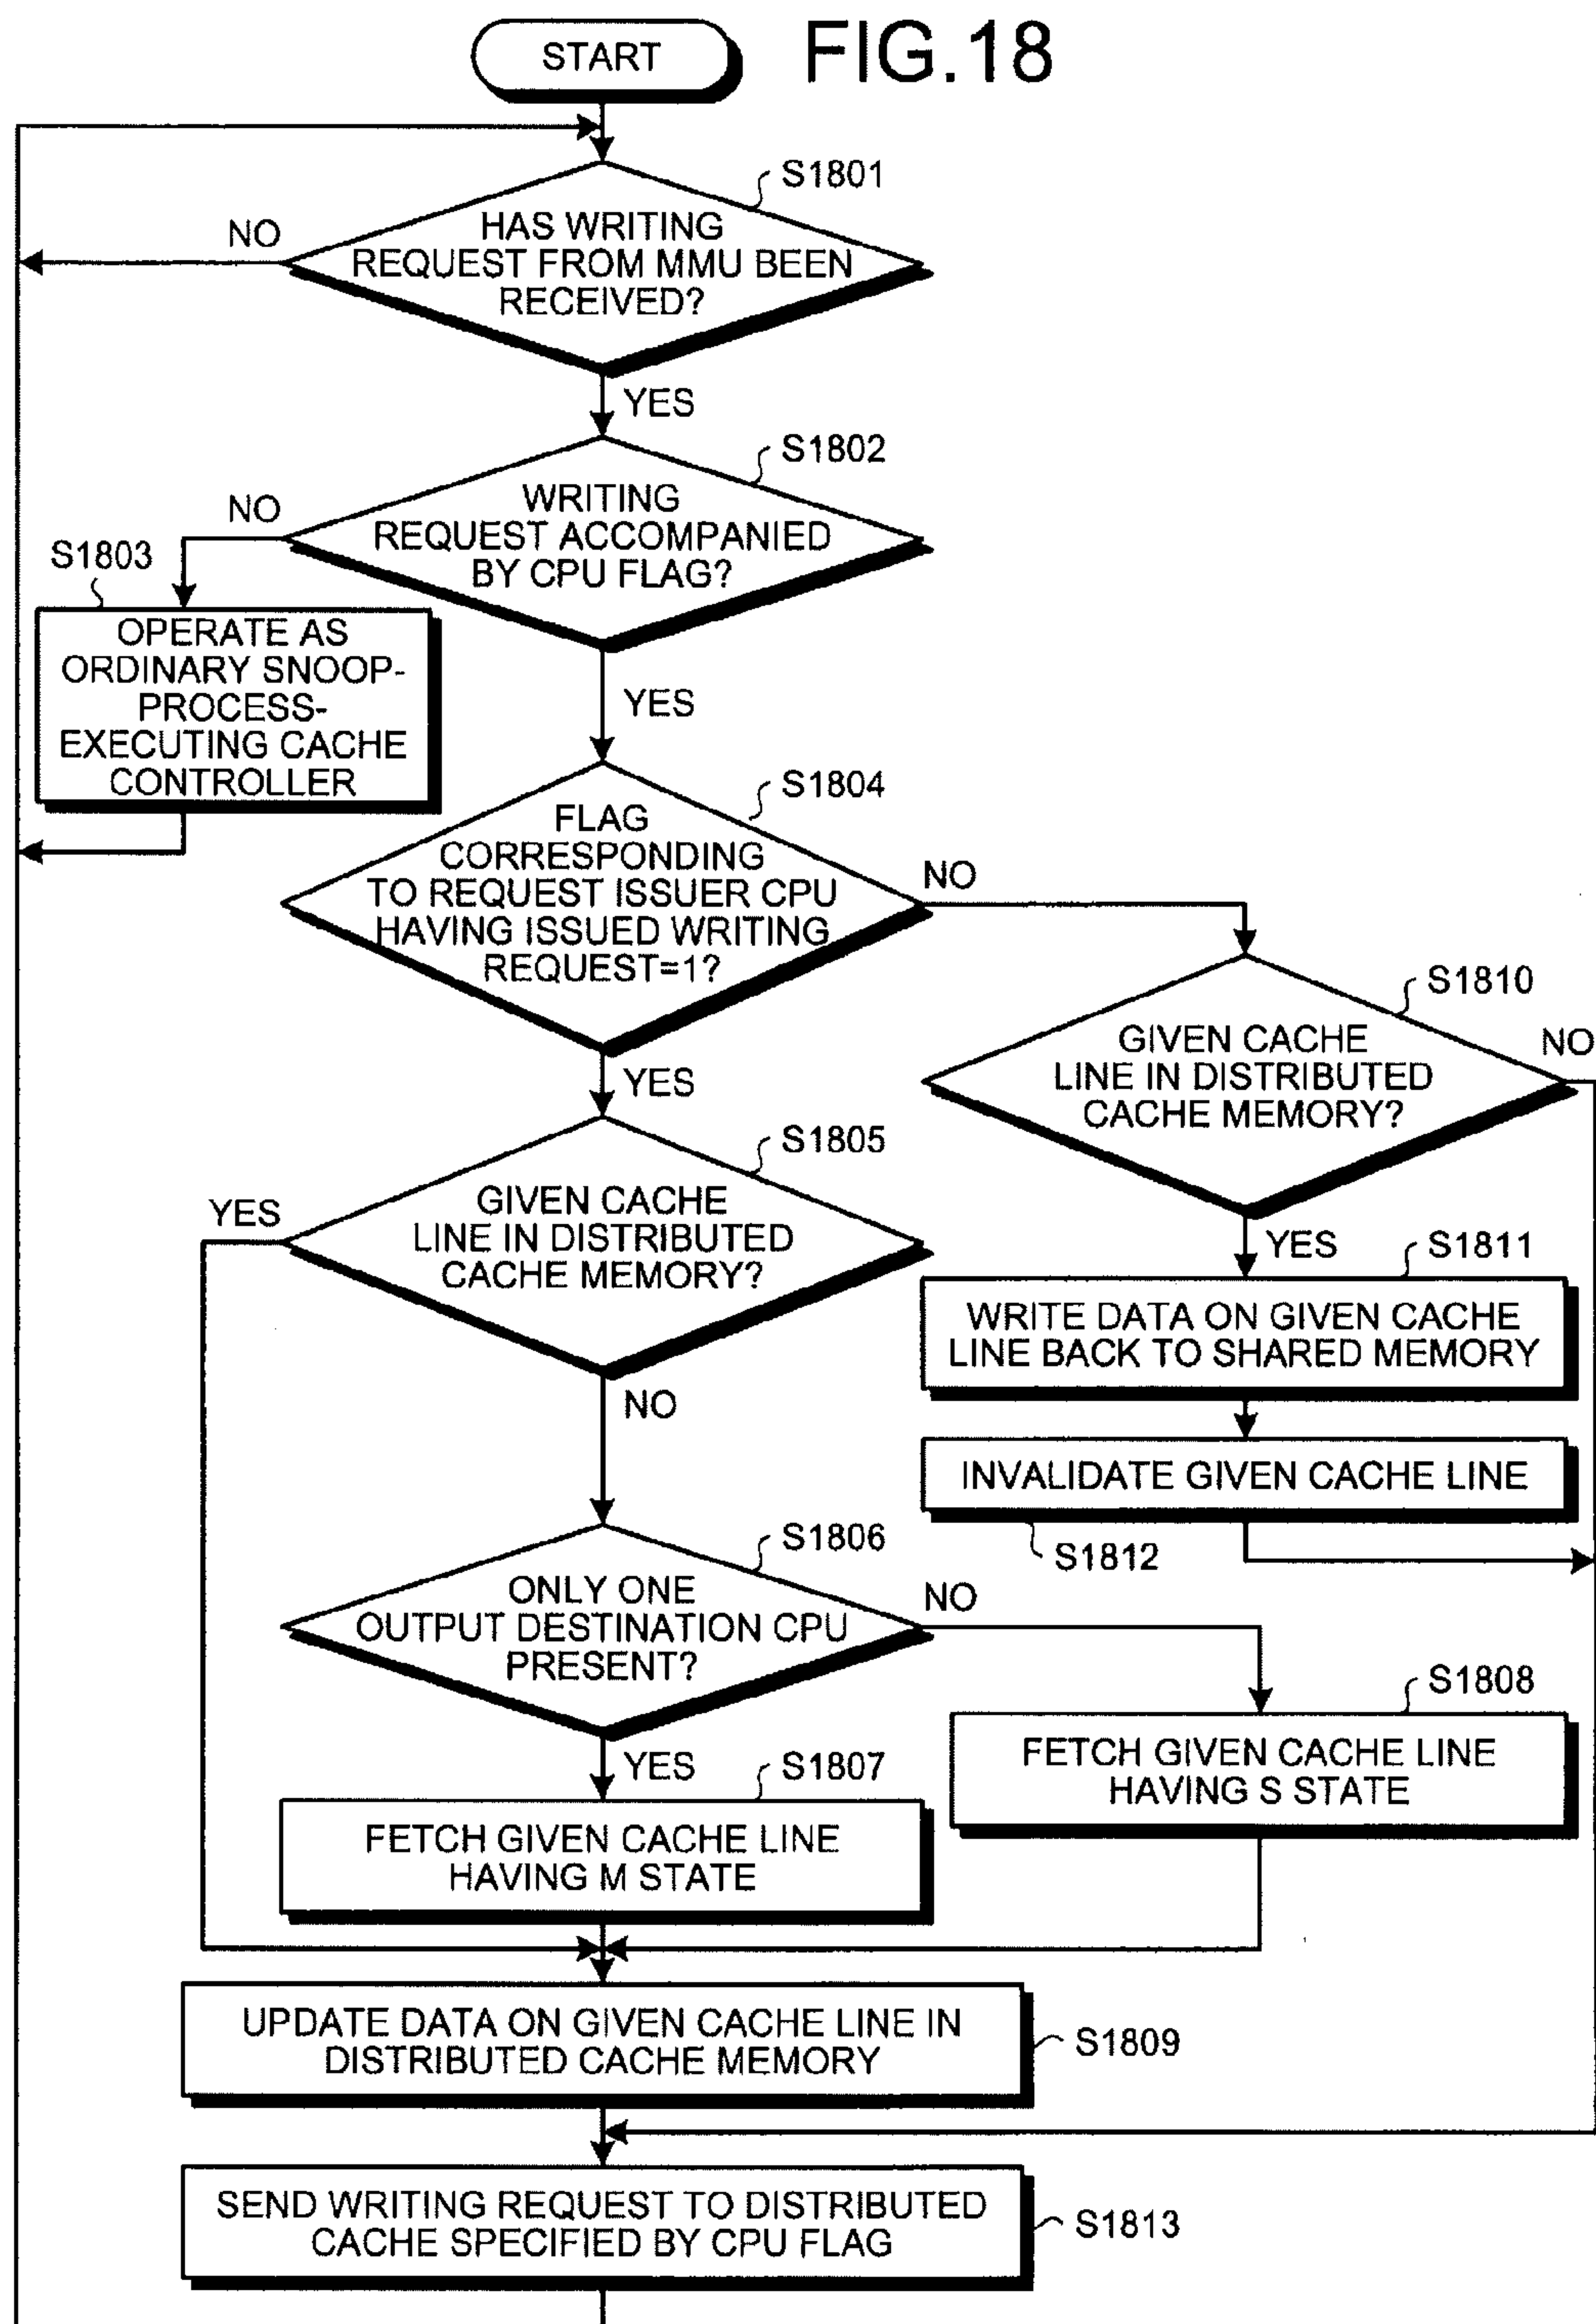 START
FIG.18
S1801
HAS WRITING
REQUEST FROM MMU BEEN
RECEIVED?
NO
YES
S1802
WRITING
REQUEST ACCOMPANIED
BY CPU FLAG?
NO
YES
S1803
OPERATE AS
ORDINARY SNOOP-
PROCESS-
EXECUTING CACHE
CONTROLLER
S1804
FLAG
CORRESPONDING
TO REQUEST ISSUER CPU
HAVING ISSUED WRITING
REQUEST=1?
NO
YES
S1805
GIVEN CACHE
LINE IN DISTRIBUTED
CACHE MEMORY?
YES
NO
S1810
GIVEN CACHE
LINE IN DISTRIBUTED
CACHE MEMORY?
NO
YES
S1811
WRITE DATA ON GIVEN CACHE
LINE BACK TO SHARED MEMORY
INVALIDATE GIVEN CACHE LINE
S1812
S1806
ONLY ONE
OUTPUT DESTINATION CPU
PRESENT?
NO
YES
S1807
FETCH GIVEN CACHE LINE
HAVING M STATE
S1808
FETCH GIVEN CACHE LINE
HAVING S STATE
UPDATE DATA ON GIVEN CACHE LINE IN
DISTRIBUTED CACHE MEMORY
S1809
SEND WRITING REQUEST TO DISTRIBUTED
CACHE SPECIFIED BY CPU FLAG
S1813